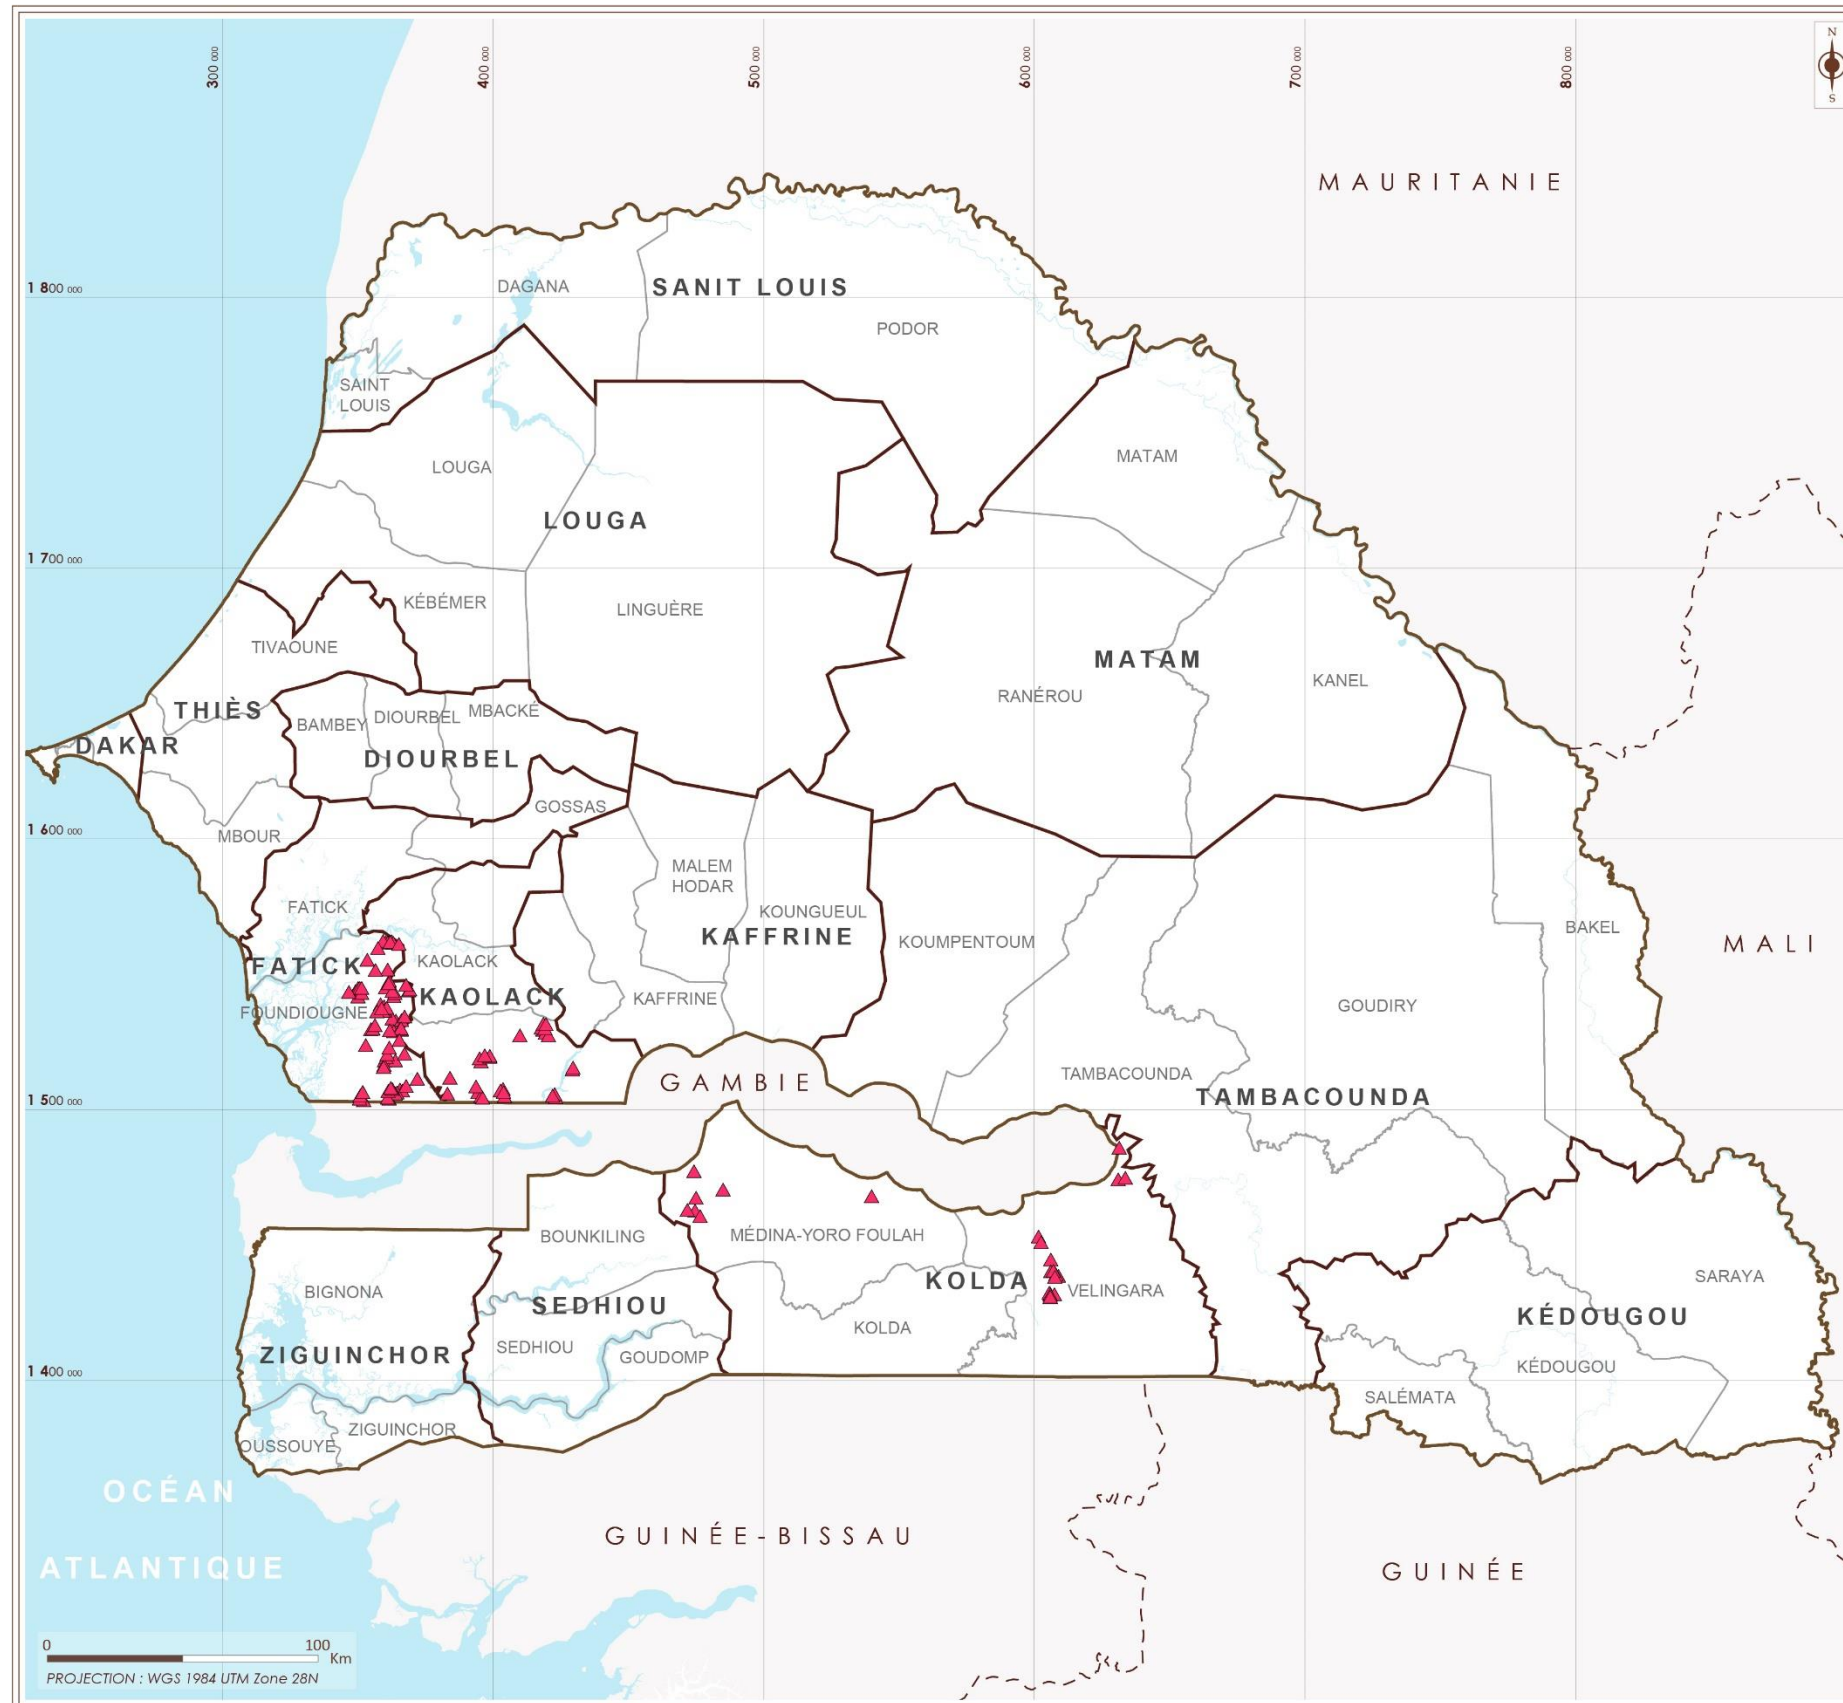 300 000
400 000
500 000
600 000
700 000
800 000
N
S
MAURITANIE
1 800 000
DAGANA
SANIT LOUIS
PODOR
SAINT
LOUIS
LOUGA
MATAM
LOUGA
1 700 000
KÉBÉMER
LINGUÈRE
TIVAOUNE
MATAM
KANEL
RANÉROU
THIÈS
BAMBEY
DIOURBEL
MBACKÉ
DAKAR
DIOURBEL
GOSSAS
1 600 000
MBOUR
MALEM
HODAR
FATICK
KOUNGUEUL
KAFFRINE
KOUMPENTOUM
BAKEL
MALI
FATICK
KAOLACK
KAOLACK
KAFFRINE
GOUDIRY
FOUNDIOUGNE
GAMBIE
TAMBACOUNDA
TAMBACOUNDA
1 500 000
BOUNKILING
MÉDINA-YORO FOULAH
SARAYA
BIGNONA
KOLDA
VELINGARA
SEDHIOU
KÉDOUGOU
KOLDA
SEDHIOU
GOUDOMP
ZIGUINCHOR
KÉDOUGOU
1 400 000
SALÉMATA
ZIGUINCHOR
OUSSOUYE
OCÉAN
ATLANTIQUE
GUINÉE-BISSAU
GUINÉE
0
100
Km
PROJECTION : WGS 1984 UTM Zone 28N